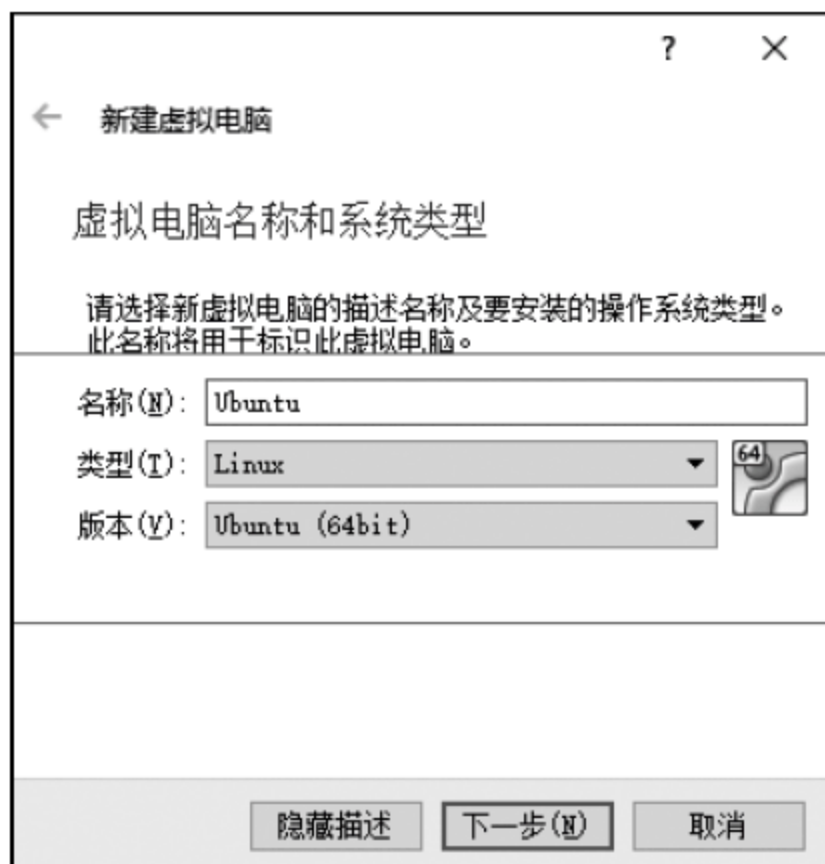 ?
新建虚拟电脑
虚拟电脑名称和系统类型
请选择新虚拟电脑的描述名称及要安装的操作系统类型。
此名称将用于标识此虚拟电脑。
名称(N): Ubuntu
类型(T): Linux
64
版本(V): Ubuntu (64bit)
隐藏描述 下一步(N) 取消